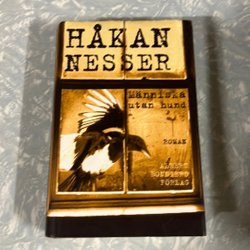 HÅKAN
NESSER
Människa
utan hund
ROMAN
ALBERT
BONNIERS
FÖRLAG